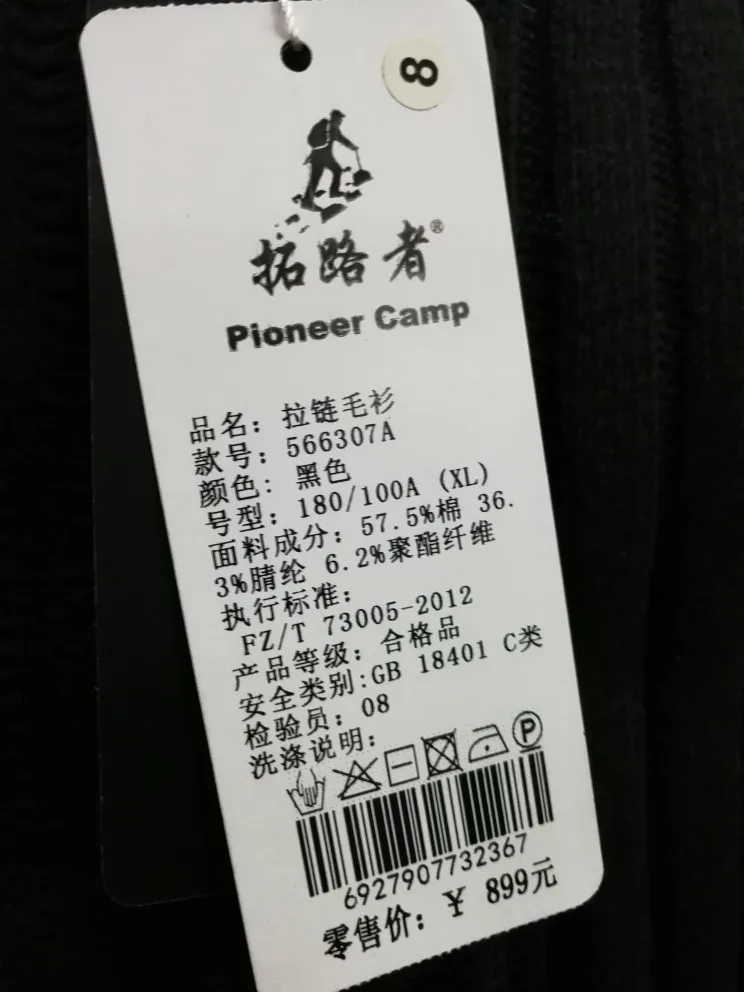 8
拓路者®
Pioneer Camp
品名：拉链毛衫
款号：566307A
颜色：黑色
号型：180/100A (XL)
面料成分：57.5%棉 36.
3%腈纶 6.2%聚酯纤维
执行标准：
FZ/T 73005-2012
产品等级：合格品
安全类别:GB 18401 C类
检验员：08
洗涤说明：
P
6927907732367
零售价：￥ 899元